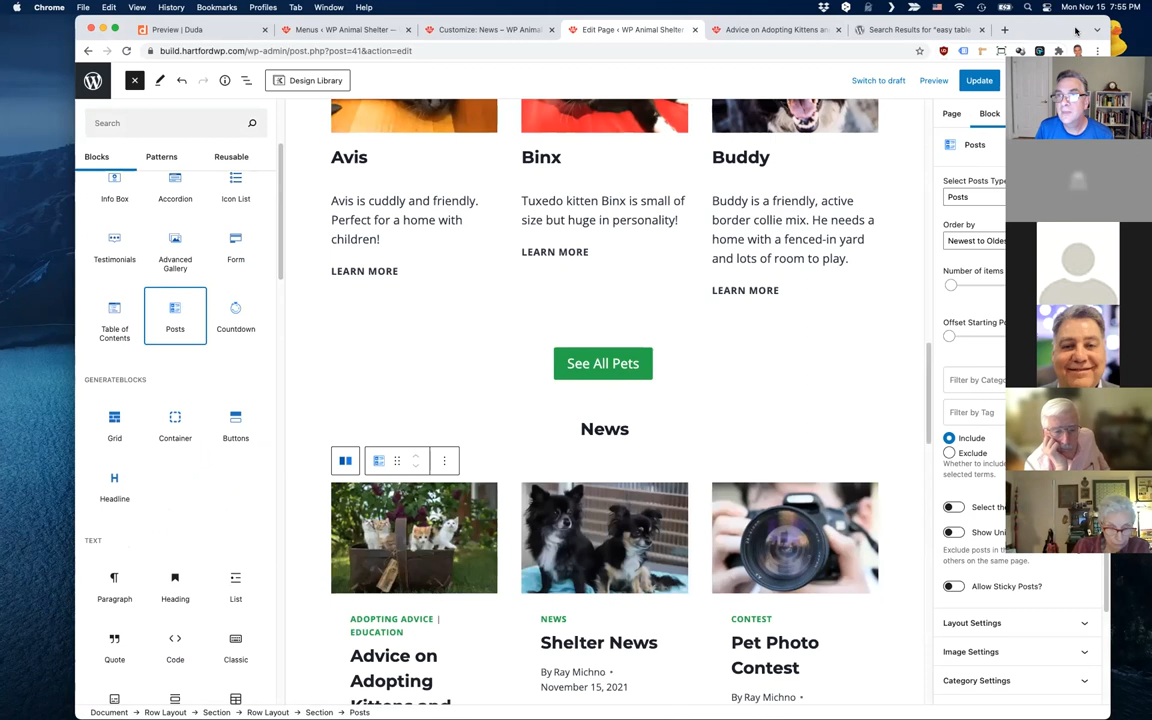 Chrome File Edit View History Bookmarks Profiles Tab Window Help
Mon Nov 15 7:55 PM
Preview | Duda
Menus ‹ WP Animal Shelter —
Customize: News – WP Animal
Edit Page ‹ WP Animal Shelter
Advice on Adopting Kittens and
Search Results for "easy table
build.hartfordwp.com/wp-admin/post.php?post=41&action=edit
Design Library
Switch to draft
Preview
Update
Search
Blocks
Patterns
Reusable
Info Box
Accordion
Icon List
Testimonials
Advanced
Gallery
Form
Table of
Contents
Posts
Countdown
GENERATEBLOCKS
Grid
Container
Buttons
Headline
TEXT
Paragraph
Heading
List
Quote
Code
Classic
Avis
Avis is cuddly and friendly.
Perfect for a home with
children!
LEARN MORE
Binx
Tuxedo kitten Binx is small of
size but huge in personality!
LEARN MORE
Buddy
Buddy is a friendly, active
border collie mix. He needs a
home with a fenced-in yard
and lots of room to play.
LEARN MORE
See All Pets
News
ADOPTING ADVICE |
EDUCATION
Advice on
Adopting
Kittens and
NEWS
Shelter News
By Ray Michno •
November 15, 2021
CONTEST
Pet Photo
Contest
By Ray Michno •
Page
Block
Posts
Select Posts Type
Posts
Order by
Newest to Oldes
Number of items
Offset Starting Po
Filter by Catego
Filter by Tag
Include
Exclude
Whether to include
selected terms.
Select the
Show Uni
Exclude posts in th
others on the same page.
Allow Sticky Posts?
Layout Settings
Image Settings
Category Settings
Document → Row Layout → Section → Row Layout → Section → Posts